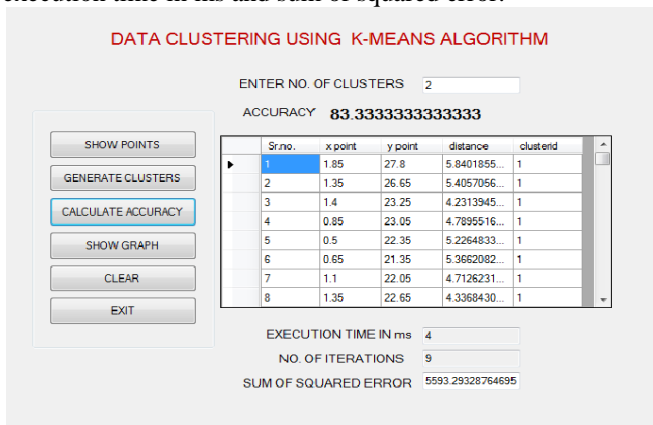 execution time in ms and sum of squared error.
DATA CLUSTERING USING K-MEANS ALGORITHM
ENTER NO. OF CLUSTERS 2
ACCURACY 83.3333333333333
SHOW POINTS
GENERATE CLUSTERS
CALCULATE ACCURACY
SHOW GRAPH
CLEAR
EXIT
Sr.no. x point y point distance clusterid
1 1.85 27.8 5.8401855... 1
2 1.35 26.65 5.4057056... 1
3 1.4 23.25 4.2313945... 1
4 0.85 23.05 4.7895516... 1
5 0.5 22.35 5.2264833... 1
6 0.65 21.35 5.3662082... 1
7 1.1 22.05 4.7126231... 1
8 1.35 22.65 4.3368430... 1
EXECUTION TIME IN ms 4
NO. OF ITERATIONS 9
SUM OF SQUARED ERROR 5593.29328764695